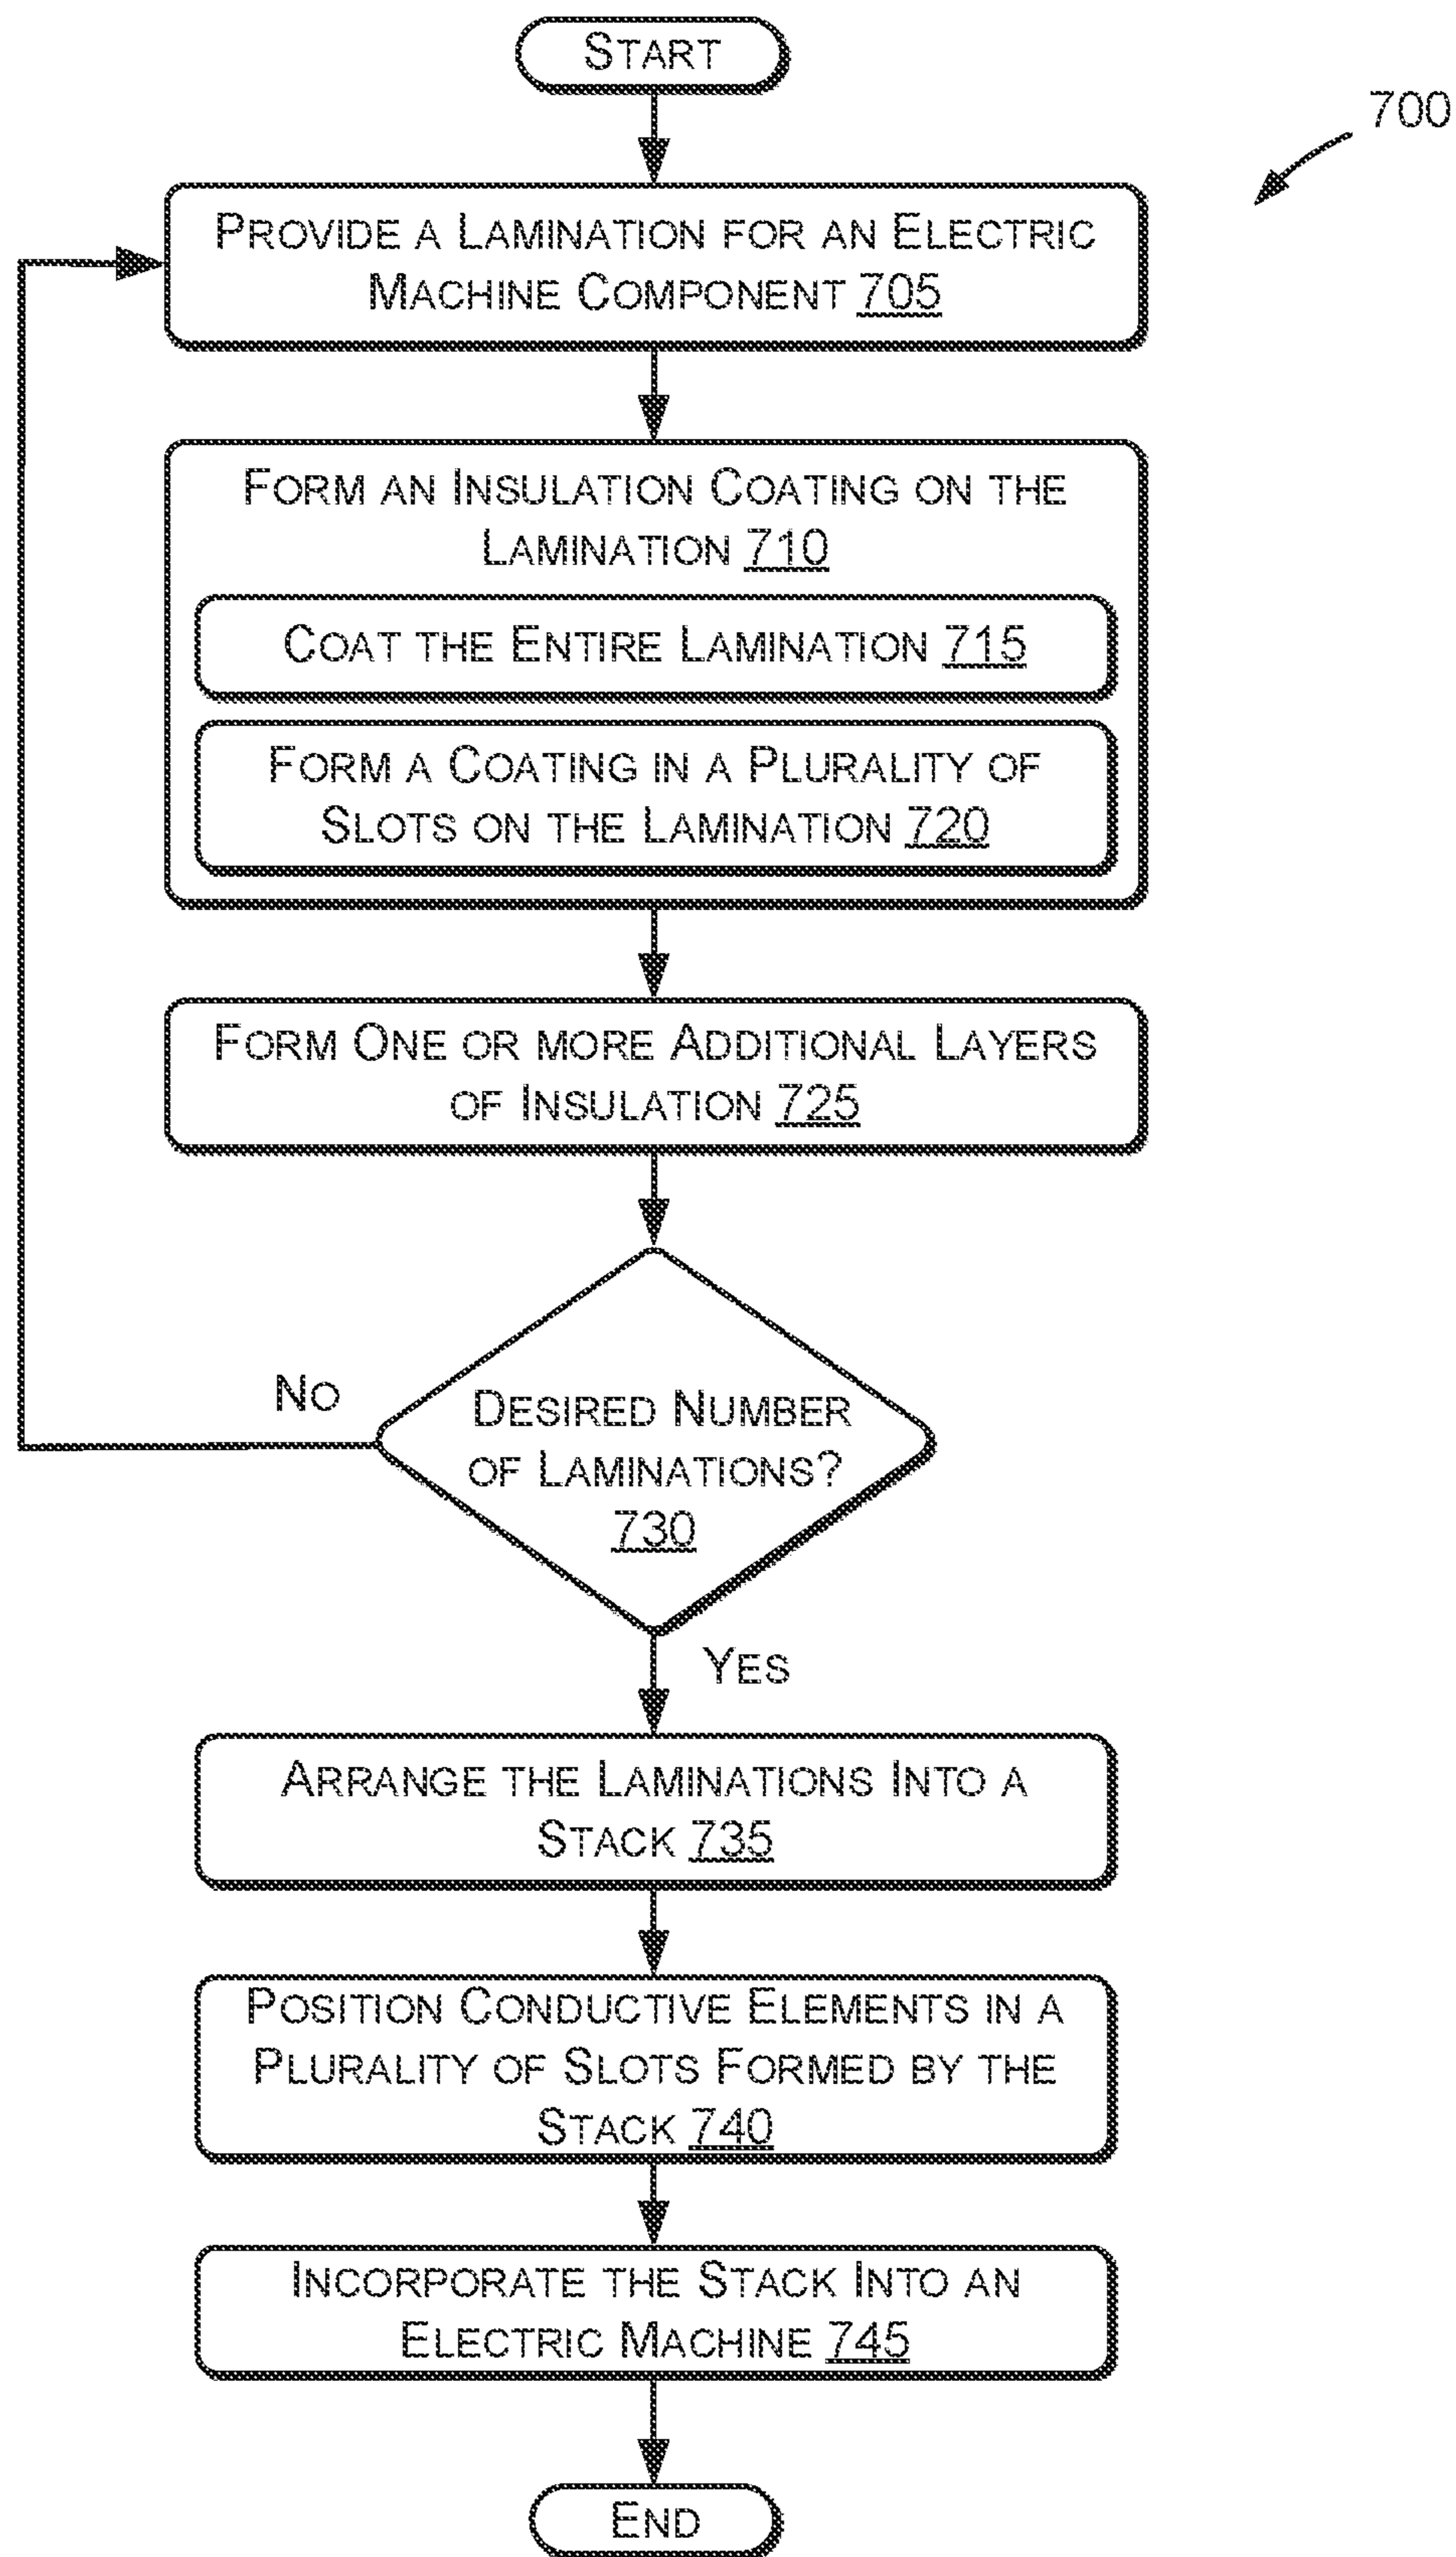 START
700
PROVIDE A LAMINATION FOR AN ELECTRIC
MACHINE COMPONENT 705
FORM AN INSULATION COATING ON THE
LAMINATION 710
COAT THE ENTIRE LAMINATION 715
FORM A COATING IN A PLURALITY OF
SLOTS ON THE LAMINATION 720
FORM ONE OR MORE ADDITIONAL LAYERS
OF INSULATION 725
NO
DESIRED NUMBER
OF LAMINATIONS?
730
YES
ARRANGE THE LAMINATIONS INTO A
STACK 735
POSITION CONDUCTIVE ELEMENTS IN A
PLURALITY OF SLOTS FORMED BY THE
STACK 740
INCORPORATE THE STACK INTO AN
ELECTRIC MACHINE 745
END